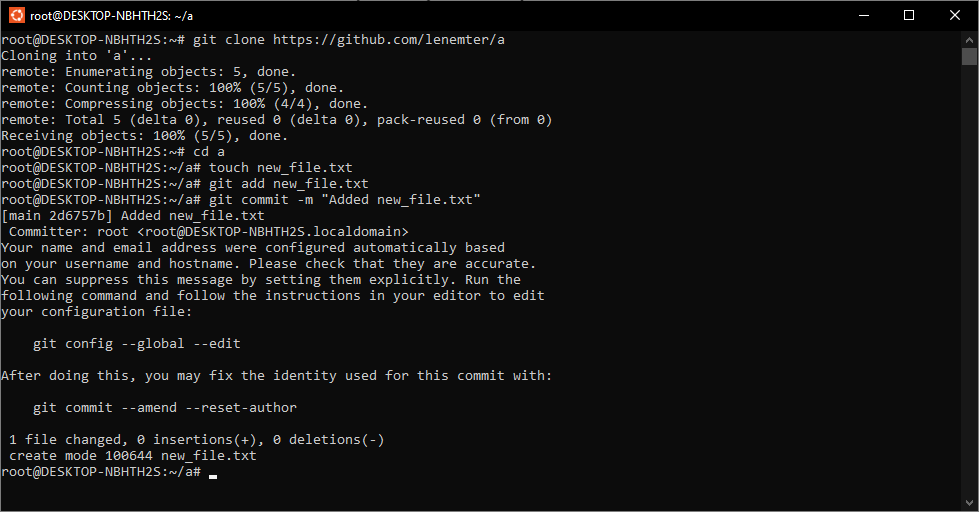 root@DESKTOP-NBHTH2S: ~/a
root@DESKTOP-NBHTH2S:~# git clone https://github.com/lenemter/a
Cloning into 'a'...
remote: Enumerating objects: 5, done.
remote: Counting objects: 100% (5/5), done.
remote: Compressing objects: 100% (4/4), done.
remote: Total 5 (delta 0), reused 0 (delta 0), pack-reused 0 (from 0)
Receiving objects: 100% (5/5), done.
root@DESKTOP-NBHTH2S:~# cd a
root@DESKTOP-NBHTH2S:~/a# touch new_file.txt
root@DESKTOP-NBHTH2S:~/a# git add new_file.txt
root@DESKTOP-NBHTH2S:~/a# git commit -m "Added new_file.txt"
[main 2d6757b] Added new_file.txt
 Committer: root <root@DESKTOP-NBHTH2S.localdomain>
Your name and email address were configured automatically based
on your username and hostname. Please check that they are accurate.
You can suppress this message by setting them explicitly. Run the
following command and follow the instructions in your editor to edit
your configuration file:

    git config --global --edit

After doing this, you may fix the identity used for this commit with:

    git commit --amend --reset-author

 1 file changed, 0 insertions(+), 0 deletions(-)
 create mode 100644 new_file.txt
root@DESKTOP-NBHTH2S:~/a#